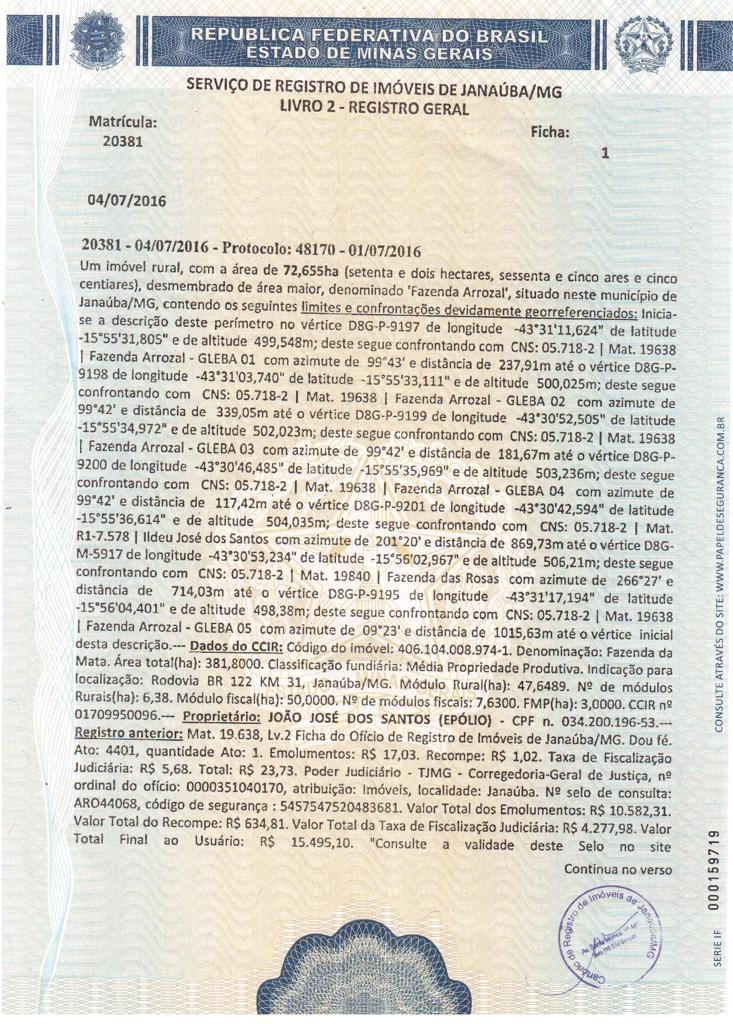 REPUBLICA FEDERATIVA DO BRASIL
ESTADO DE MINAS GERAIS
SERVIÇO DE REGISTRO DE IMÓVEIS DE JANAÚBA/MG
LIVRO 2 - REGISTRO GERAL
Matrícula:
20381
Ficha:
1
04/07/2016
20381 - 04/07/2016 - Protocolo: 48170 - 01/07/2016
Um imóvel rural, com a área de 72,655ha (setenta e dois hectares, sessenta e cinco ares e cinco
centiares), desmembrado de área maior, denominado 'Fazenda Arrozal', situado neste município de
Janaúba/MG, contendo os seguintes limites e confrontações devidamente georreferenciados: Inicia-
se a descrição deste perímetro no vértice D8G-P-9197 de longitude -43°31'11,624" de latitude
-15°55'31,805" e de altitude 499,548m; deste segue confrontando com CNS: 05.718-2 | Mat. 19638
| Fazenda Arrozal - GLEBA 01 com azimute de 99°43' e distância de 237,91m até o vértice D8G-P-
9198 de longitude -43°31'03,740" de latitude -15°55'33,111" e de altitude 500,025m; deste segue
confrontando com CNS: 05.718-2 | Mat. 19638 | Fazenda Arrozal - GLEBA 02 com azimute de
99°42' e distância de 339,05m até o vértice D8G-P-9199 de longitude -43°30'52,505" de latitude
-15°55'34,972" e de altitude 502,023m; deste segue confrontando com CNS: 05.718-2 | Mat. 19638
| Fazenda Arrozal - GLEBA 03 com azimute de 99°42' e distância de 181,67m até o vértice D8G-P-
9200 de longitude -43°30'46,485" de latitude -15°55'35,969" e de altitude 503,236m; deste segue
confrontando com CNS: 05.718-2 | Mat. 19638 | Fazenda Arrozal - GLEBA 04 com azimute de
99°42' e distância de 117,42m até o vértice D8G-P-9201 de longitude -43°30'42,594" de latitude
-15°55'36,614" e de altitude 504,035m; deste segue confrontando com CNS: 05.718-2 | Mat.
R1-7.578 | Ildeu José dos Santos com azimute de 201°20' e distância de 869,73m até o vértice D8G-
M-5917 de longitude -43°30'53,234" de latitude -15°56'02,967" e de altitude 506,21m; deste segue
confrontando com CNS: 05.718-2 | Mat. 19840 | Fazenda das Rosas com azimute de 266°27' e
distância de 714,03m até o vértice D8G-P-9195 de longitude -43°31'17,194" de latitude
-15°56'04,401" e de altitude 498,38m; deste segue confrontando com CNS: 05.718-2 | Mat. 19638
| Fazenda Arrozal - GLEBA 05 com azimute de 09°23' e distância 1015,63m até o vértice inicial
desta descrição.--- Dados do CCIR: Código do imóvel: 406.104.008.974-1. Denominação: Fazenda da
Mata. Área total(ha): 381,8000. Classificação fundiária: Média Propriedade Produtiva. Indicação para
localização: Rodovia BR 122 KM 31, Janaúba/MG. Módulo Rural(ha): 47,6489. Nº de módulos
Rurais(ha): 6,38. Módulo fiscal(ha): 50,0000. Nº de módulos fiscais: 7,6300. FMP(ha): 3,0000. CCIR nº
01709950096.--- Proprietário: JOÃO JOSÉ DOS SANTOS (EPÓLIO) - CPF n. 034.200.196-53.---
Registro anterior: Mat. 19.638, Lv.2 Ficha do Ofício de Registro de Imóveis de Janaúba/MG. Dou fé.
Ato: 4401, quantidade Ato: 1. Emolumentos: R$ 17,03. Recompe: R$ 1,02. Taxa de Fiscalização
Judiciária: R$ 5,68. Total: R$ 23,73. Poder Judiciário - TJMG - Corregedoria-Geral de Justiça, nº
ordinal do ofício: 0000351040170, atribuição: Imóveis, localidade: Janaúba. Nº selo de consulta:
ARO44068, código de segurança : 5457547520483681. Valor Total dos Emolumentos: R$ 10.582,31.
Valor Total do Recompe: R$ 634,81. Valor Total da Taxa de Fiscalização Judiciária: R$ 4.277,98. Valor
Total Final ao Usuário: R$ 15.495,10. "Consulte a validade deste Selo no site
Continua no verso
Cartório de Registro de Imóveis de Janaúba/MG
CONSULTE ATRAVÉS DO SITE: WWW.PAPELDESEGURANCA.COM.BR
SERIE IF 000159719